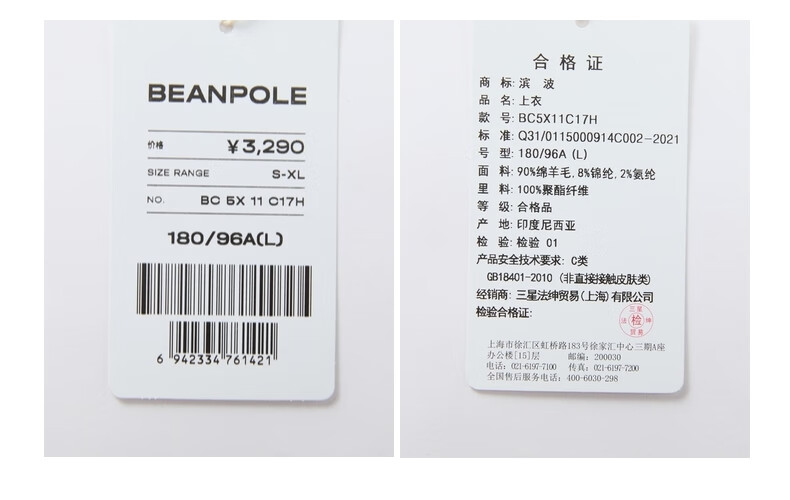 BEANPOLE
价格 ¥3,290
SIZE RANGE S-XL
NO. BC 5X 11 C17H
180/96A(L)
6 942334 761421
合格证
商 标: 滨 波
品 名: 上衣
款 号: BC5X11C17H
标 准: Q31/0115000914C002-2021
号 型: 180/96A (L)
面 料: 90%绵羊毛, 8%锦纶, 2%氨纶
里 料: 100%聚酯纤维
等 级: 合格品
产 地: 印度尼西亚
检 验: 检验 01
产品安全技术要求: C类
GB18401-2010 (非直接接触皮肤类)
经销商: 三星法绅贸易(上海)有限公司
检验合格证:
三星
法 检 绅
贸易
上海市徐汇区虹桥路183号徐家汇中心三期A座
办公楼[15]层 邮编: 200030
电话: 021-6197-7100 传真: 021-6197-7200
全国售后服务电话: 400-6030-298